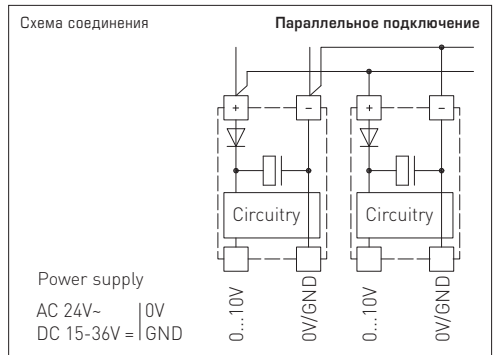 Схема соединения
Параллельное подключение
+ − + −
Circuitry Circuitry
Power supply
AC 24V~ 0V
DC 15-36V = GND
0...10V
0V/GND
0...10V
0V/GND